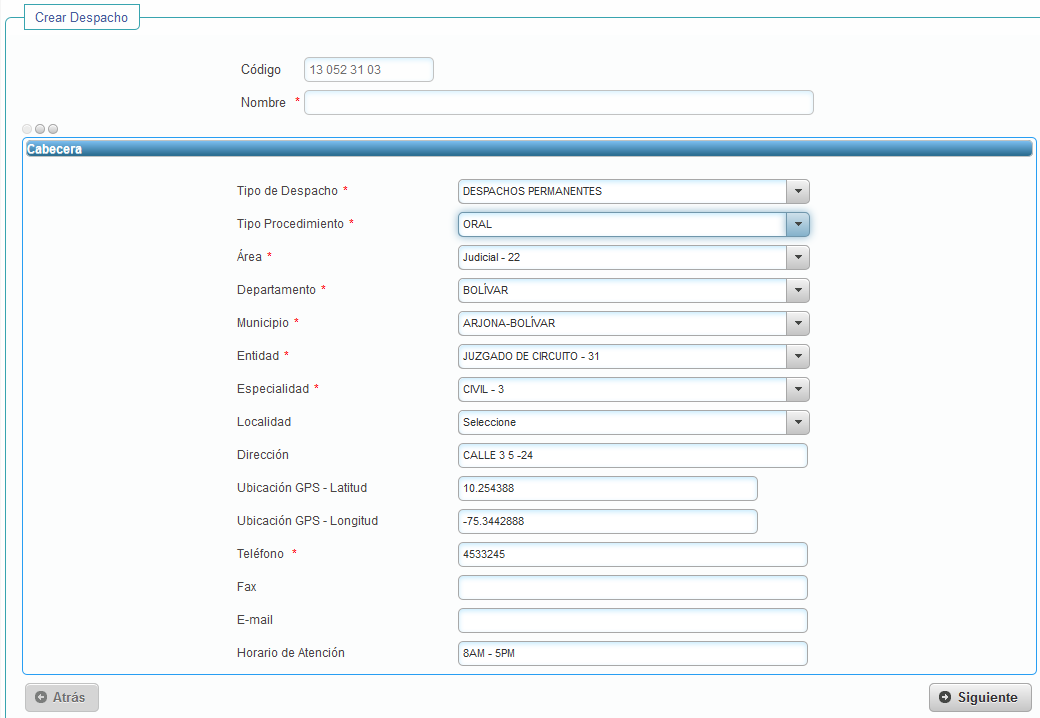 Crear Despacho
Código 13 052 31 03
Nombre *
Cabecera
Tipo de Despacho * DESPACHOS PERMANENTES
Tipo Procedimiento * ORAL
Área * Judicial - 22
Departamento * BOLÍVAR
Municipio * ARJONA-BOLÍVAR
Entidad * JUZGADO DE CIRCUITO - 31
Especialidad * CIVIL - 3
Localidad Seleccione
Dirección CALLE 3 5 -24
Ubicación GPS - Latitud 10.254388
Ubicación GPS - Longitud -75.3442888
Teléfono * 4533245
Fax
E-mail
Horario de Atención 8AM - 5PM
Atrás Siguiente